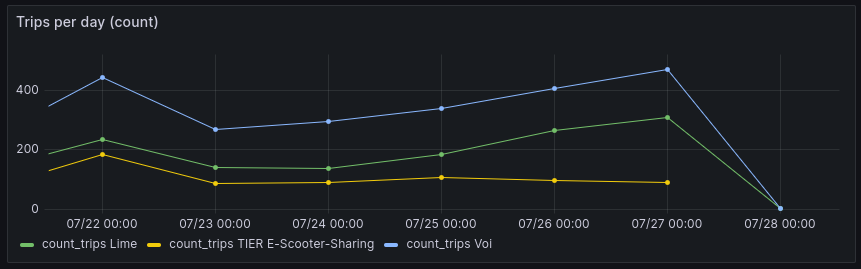 Trips per day (count)
400
200
0
07/22 00:00 07/23 00:00 07/24 00:00 07/25 00:00 07/26 00:00 07/27 00:00 07/28 00:00
count_trips Lime count_trips TIER E-Scooter-Sharing count_trips Voi